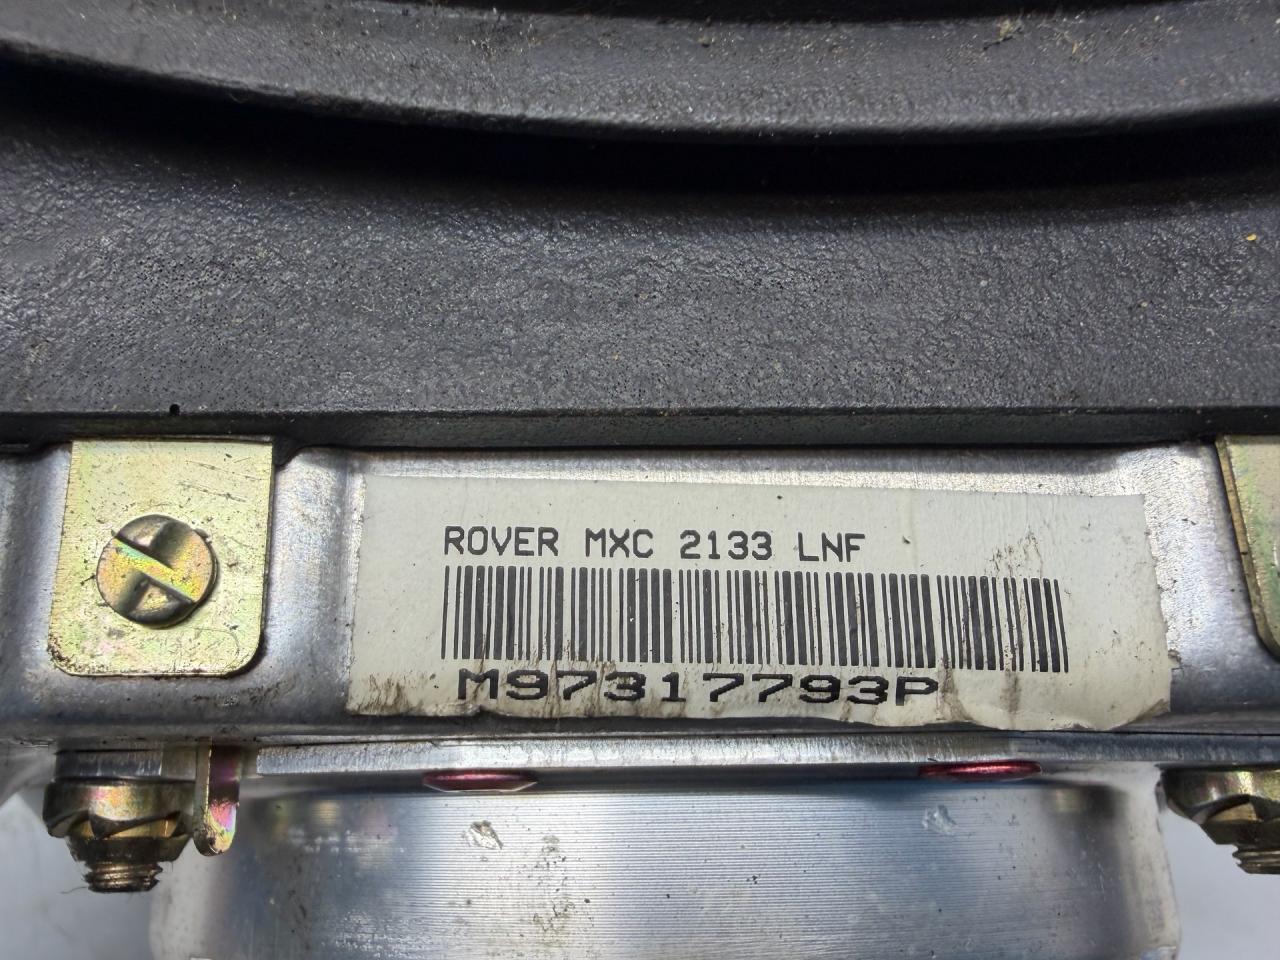 ROVER MXC 2133 LNF
M97317793P